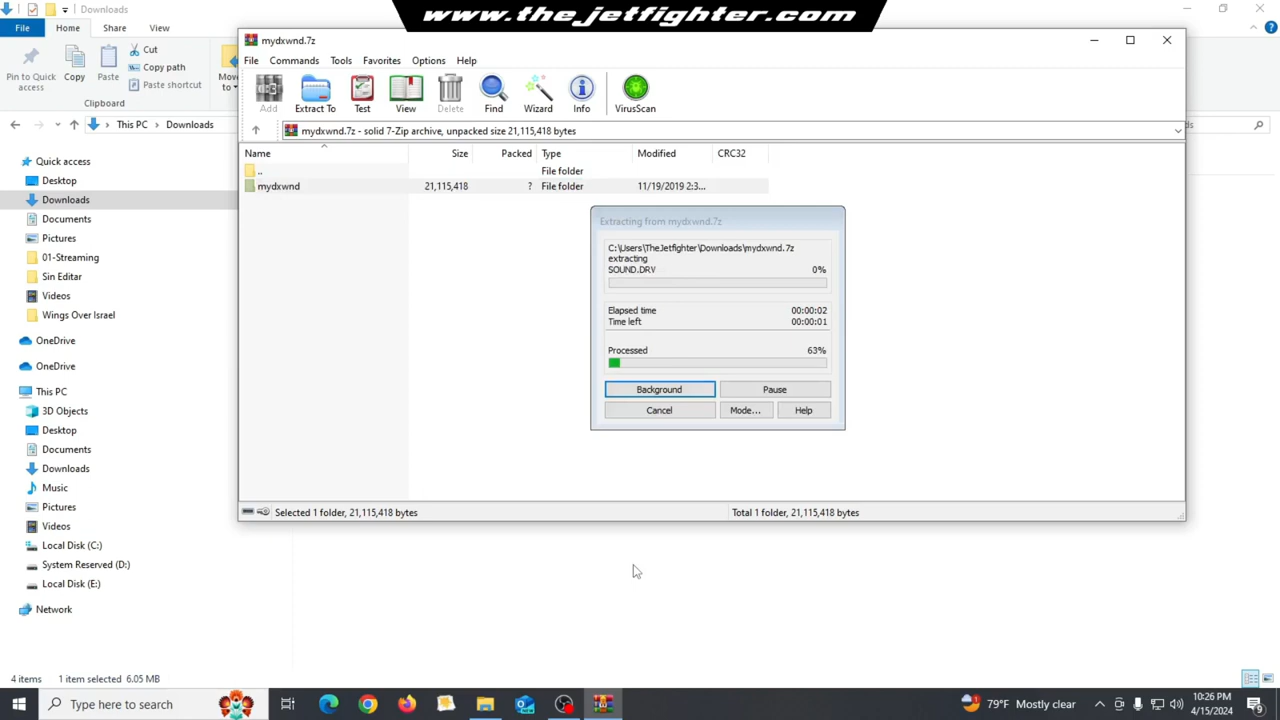 Downloads
www.thejetfighter.com
File
Home
Share
View
Pin to Quick access
Copy
Paste
Cut
Copy path
Paste shortcut
Move to
Clipboard
This PC
Downloads
mydxwnd.7z
File
Commands
Tools
Favorites
Options
Help
Add
Extract To
Test
View
Delete
Find
Wizard
Info
VirusScan
mydxwnd.7z - solid 7-Zip archive, unpacked size 21,115,418 bytes
Name
Size
Packed
Type
Modified
CRC32
..
File folder
mydxwnd
21,115,418
?
File folder
11/19/2019 2:3...
Extracting from mydxwnd.7z
C:\Users\TheJetfighter\Downloads\mydxwnd.7z
extracting
SOUND.DRV
0%
Elapsed time
00:00:02
Time left
00:00:01
Processed
63%
Background
Pause
Cancel
Mode...
Help
Selected 1 folder, 21,115,418 bytes
Total 1 folder, 21,115,418 bytes
Quick access
Desktop
Downloads
Documents
Pictures
01-Streaming
Sin Editar
Videos
Wings Over Israel
OneDrive
OneDrive
This PC
3D Objects
Desktop
Documents
Downloads
Music
Pictures
Videos
Local Disk (C:)
System Reserved (D:)
Local Disk (E:)
Network
4 items
1 item selected 6.05 MB
Type here to search
79°F Mostly clear
10:26 PM
4/15/2024